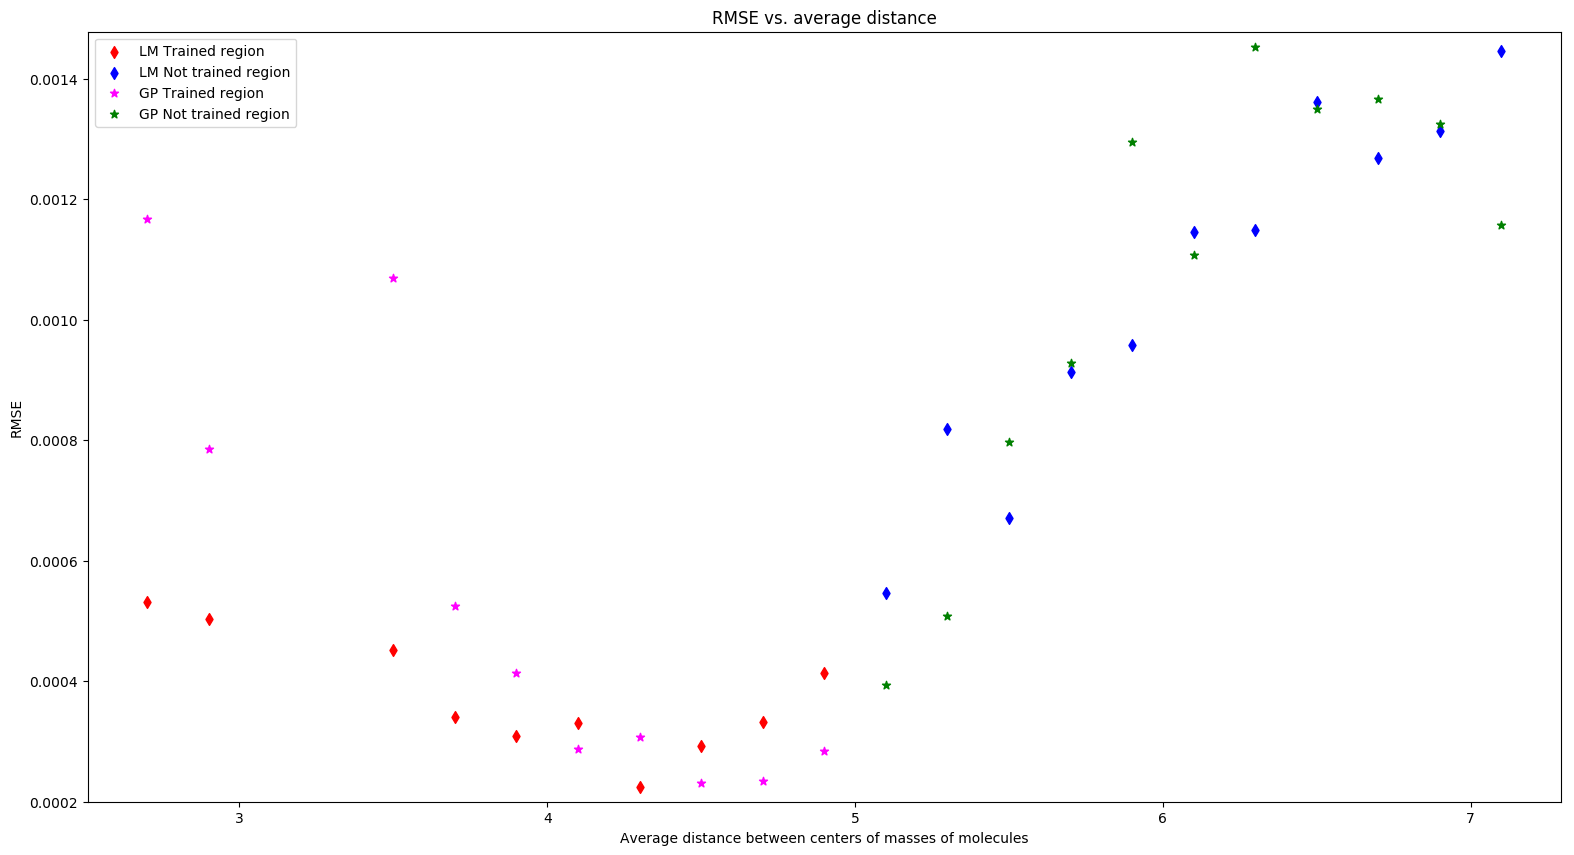 RMSE vs. average distance
LM Trained region
LM Not trained region
GP Trained region
GP Not trained region
0.0014
0.0012
0.0010
0.0008
0.0006
0.0004
0.0002
RMSE
3 4 5 6 7
Average distance between centers of masses of molecules